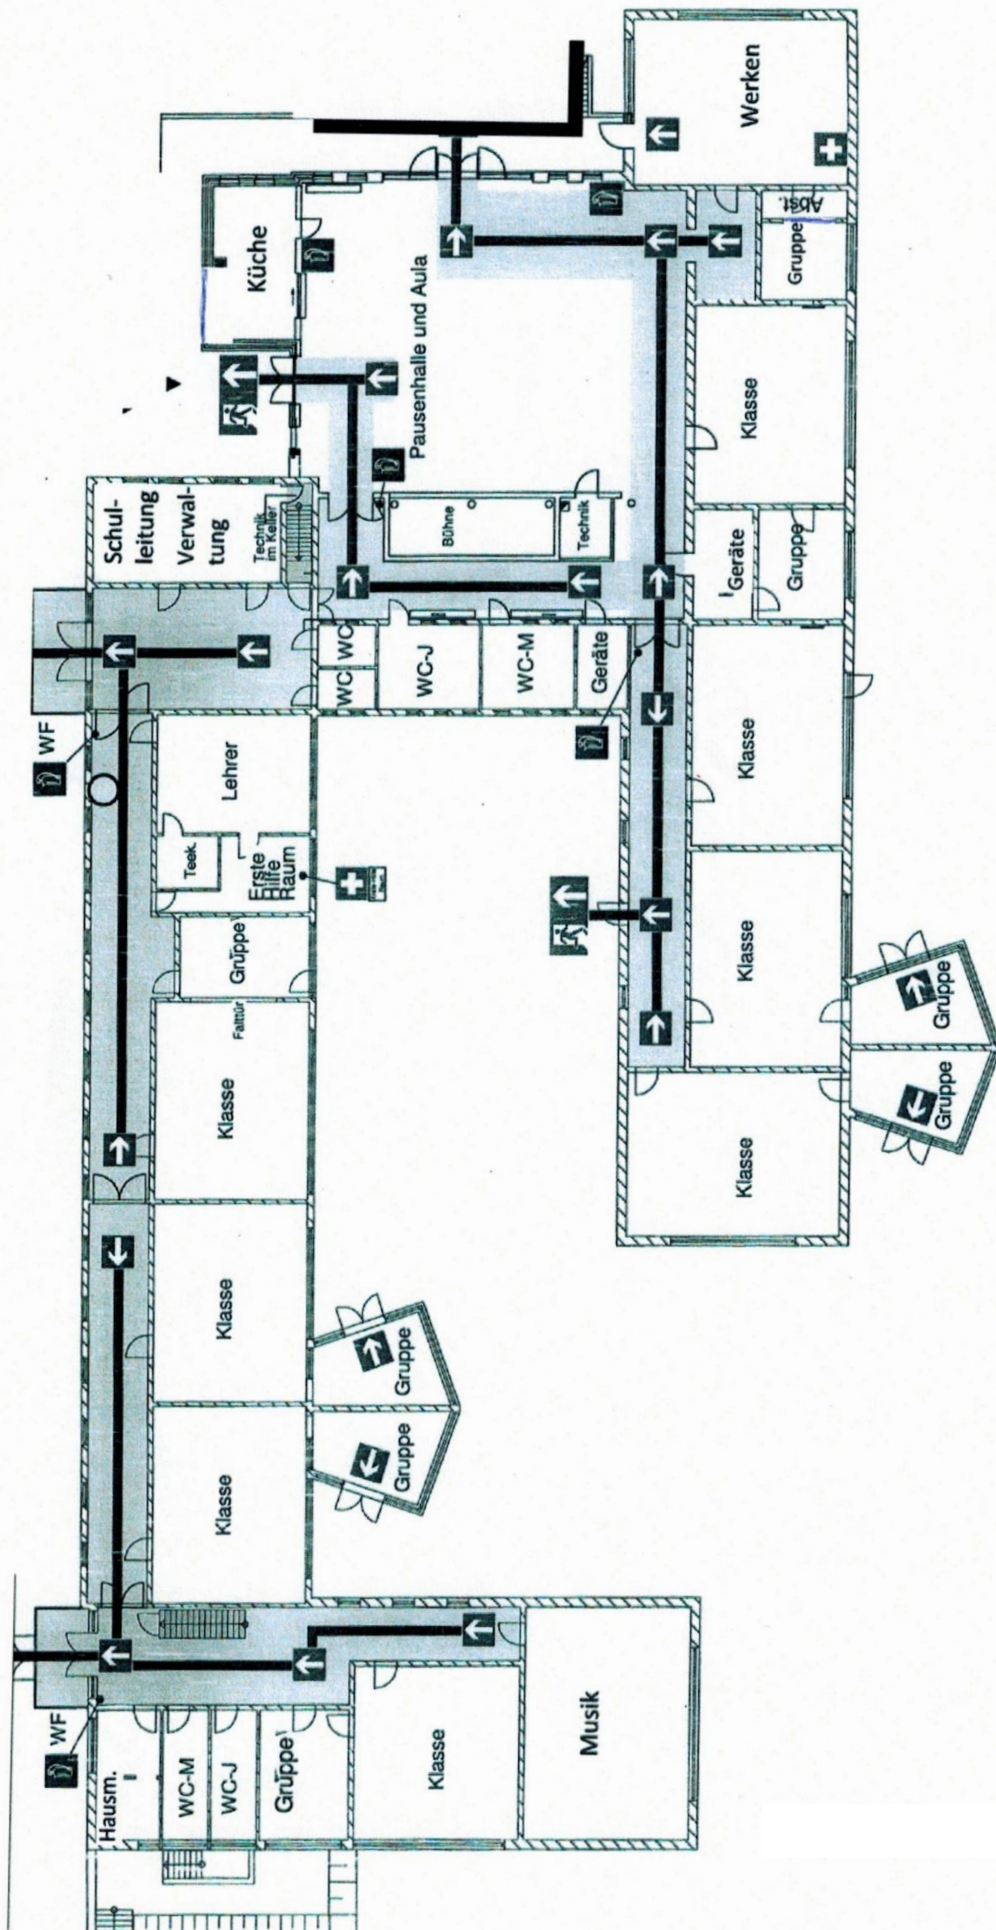 WF
Hausm.
WC-M
WC-J
Gruppe
Klasse
Musik
Klasse
Klasse
Gruppe
Gruppe
Klasse
Falttür
Gruppe
Erste
Hilfe
Raum
Teek.
Lehrer
WF
Schul-
leitung
Verwal-
tung
Technik
im Keller
WC
WC
WC-J
WC-M
Geräte
Bühne
Technik
Pausenhalle und Aula
Küche
Klasse
Klasse
Gruppe
Gruppe
Klasse
Geräte
Gruppe
Klasse
Gruppe
Abst.
Werken